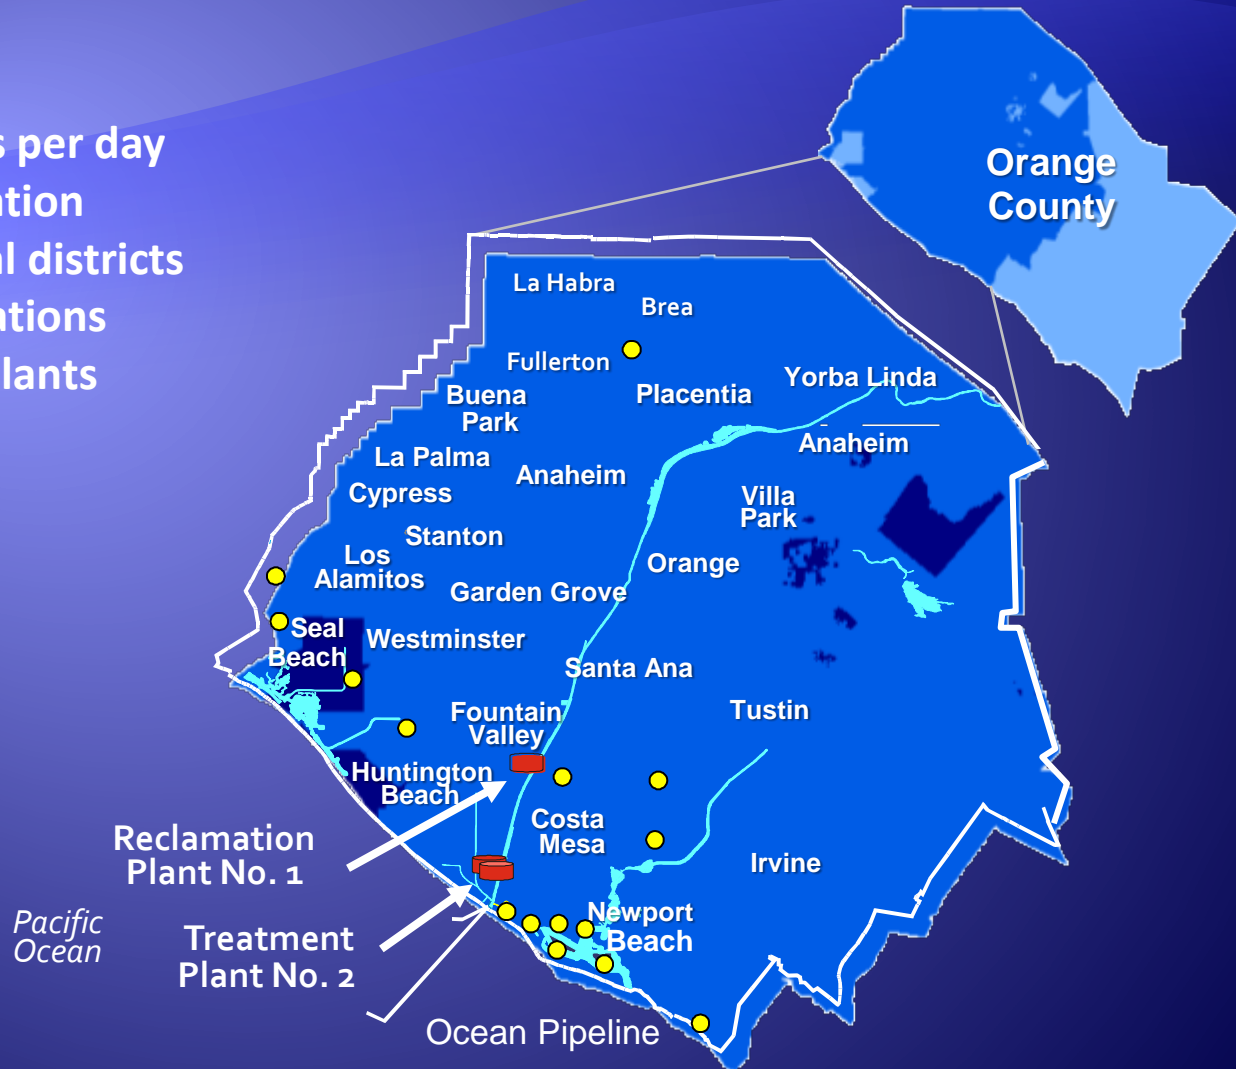 s per day
ation
al districts
ations
lants
Orange
County
La Habra
Brea
Fullerton
Placentia
Yorba Linda
Buena
Park
Anaheim
La Palma
Anaheim
Cypress
Villa
Park
Stanton
Los
Alamitos
Orange
Garden Grove
Seal
Beach
Westminster
Santa Ana
Fountain
Valley
Tustin
Huntington
Beach
Costa
Mesa
Reclamation
Plant No. 1
Irvine
Pacific
Ocean
Treatment
Plant No. 2
Newport
Beach
Ocean Pipeline